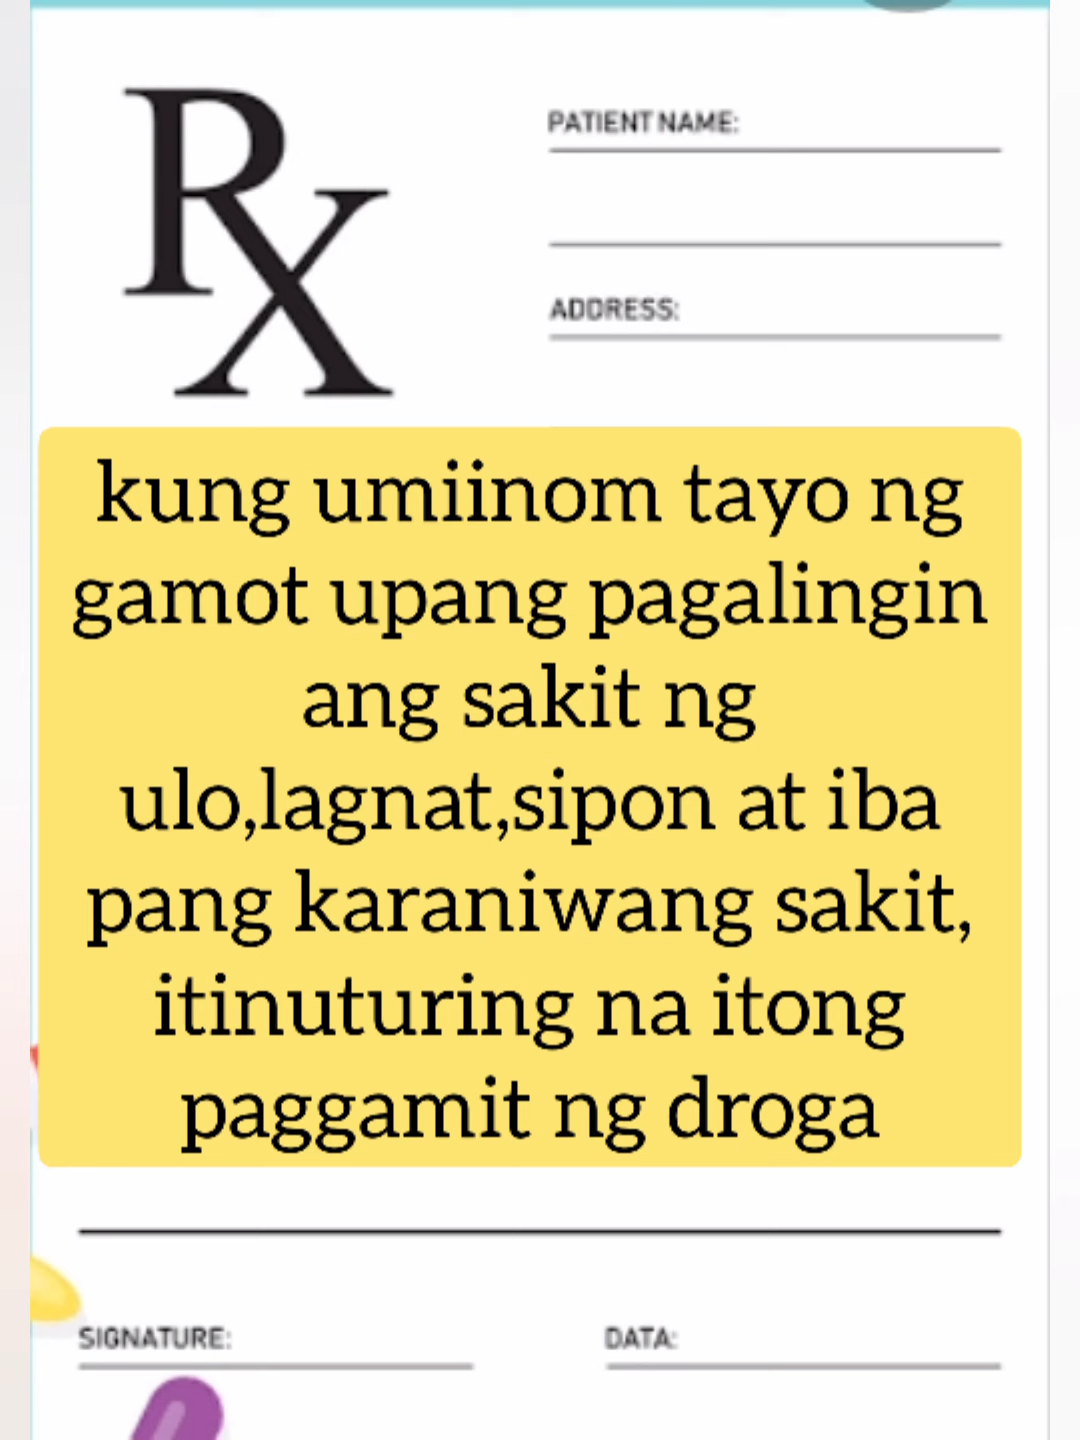 Rx
PATIENT NAME:
ADDRESS:
kung umiinom tayo ng
gamot upang pagalingin
ang sakit ng
ulo,lagnat,sipon at iba
pang karaniwang sakit,
itinuturing na itong
paggamit ng droga
SIGNATURE:
DATA: